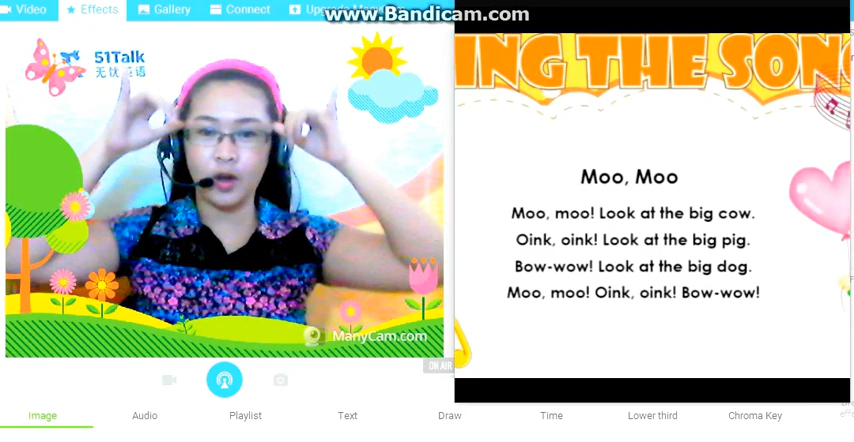 Video
Effects
Gallery
Connect
www.Bandicam.com
51Talk
无忧英语
ManyCam.com
ON AIR
Image
Audio
Playlist
Text
Draw
Time
Lower third
Chroma Key
ING THE SONG
Moo, Moo
Moo, moo! Look at the big cow.
Oink, oink! Look at the big pig.
Bow-wow! Look at the big dog.
Moo, moo! Oink, oink! Bow-wow!